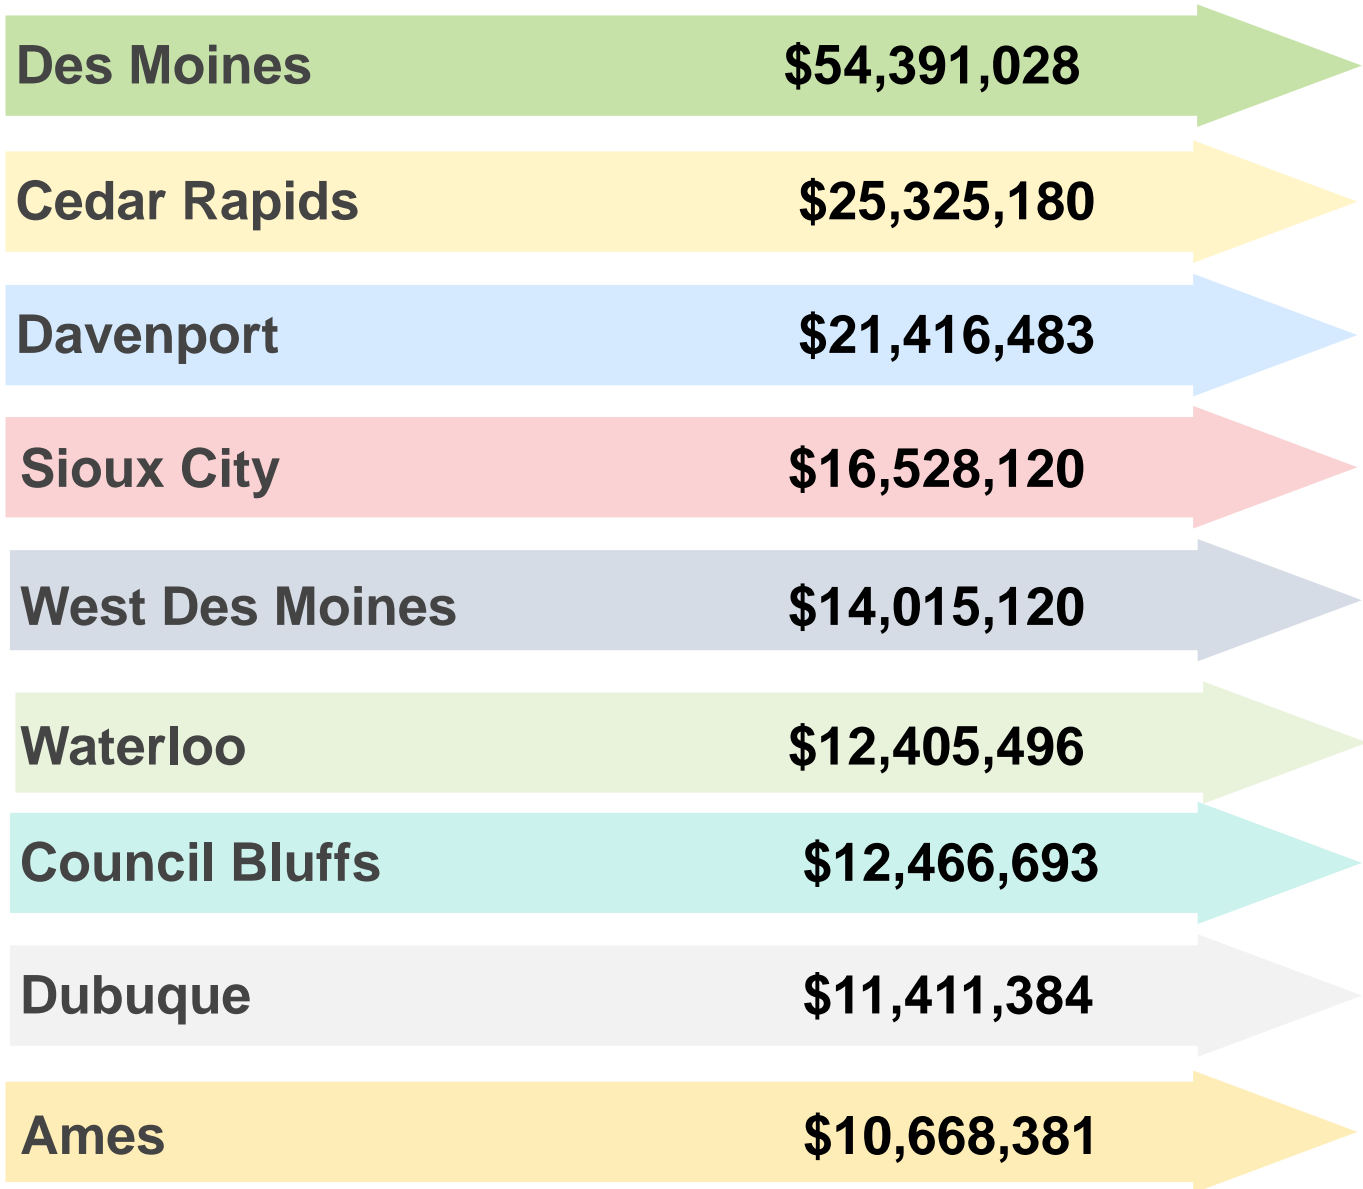 Des Moines $54,391,028
Cedar Rapids $25,325,180
Davenport $21,416,483
Sioux City $16,528,120
West Des Moines $14,015,120
Waterloo $12,405,496
Council Bluffs $12,466,693
Dubuque $11,411,384
Ames $10,668,381